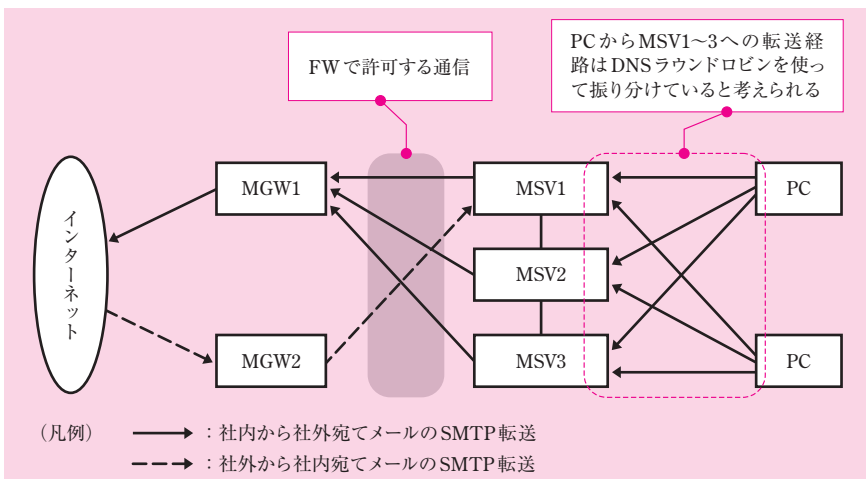 FWで許可する通信
PCからMSV1~3への転送経
路はDNSラウンドロビンを使っ
て振り分けていると考えられる
インターネット
MGW1
MSV1
PC
MSV2
MGW2
MSV3
PC
(凡例)
:社内から社外宛てメールのSMTP転送
:社外から社内宛てメールのSMTP転送